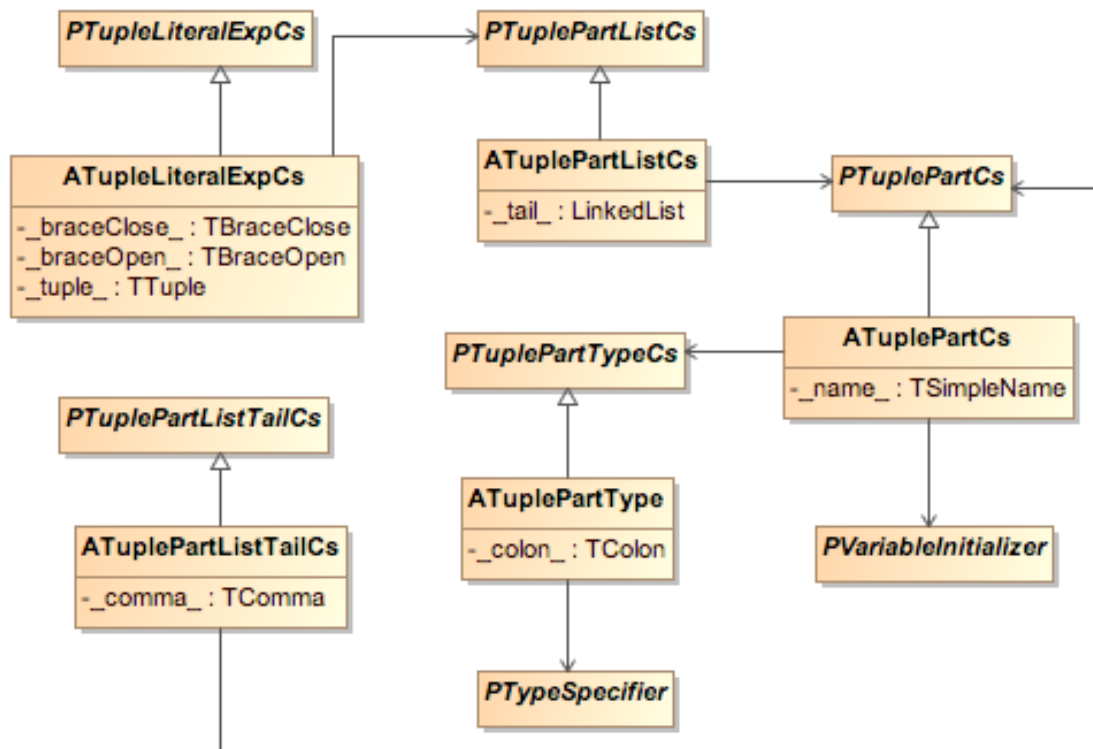 PTupleLiteralExpCs
PTuplePartListCs
ATupleLiteralExpCs
-_braceClose_ : TBraceClose
-_braceOpen_ : TBraceOpen
-_tuple_ : TTuple
ATuplePartListCs
-_tail_ : LinkedList
PTuplePartCs
PTuplePartTypeCs
ATuplePartCs
-_name_ : TSimpleName
PTuplePartListTailCs
ATuplePartType
-_colon_ : TColon
ATuplePartListTailCs
-_comma_ : TComma
PVariableInitializer
PTypeSpecifier